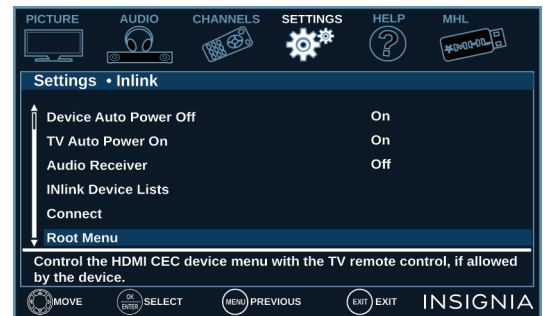 PICTURE AUDIO CHANNELS SETTINGS HELP MHL
MHL
Settings • Inlink
Device Auto Power Off On
TV Auto Power On On
Audio Receiver Off
INlink Device Lists
Connect
Root Menu
Control the HDMI CEC device menu with the TV remote control, if allowed
by the device.
MOVE OK ENTER SELECT MENU PREVIOUS EXIT EXIT INSIGNIA